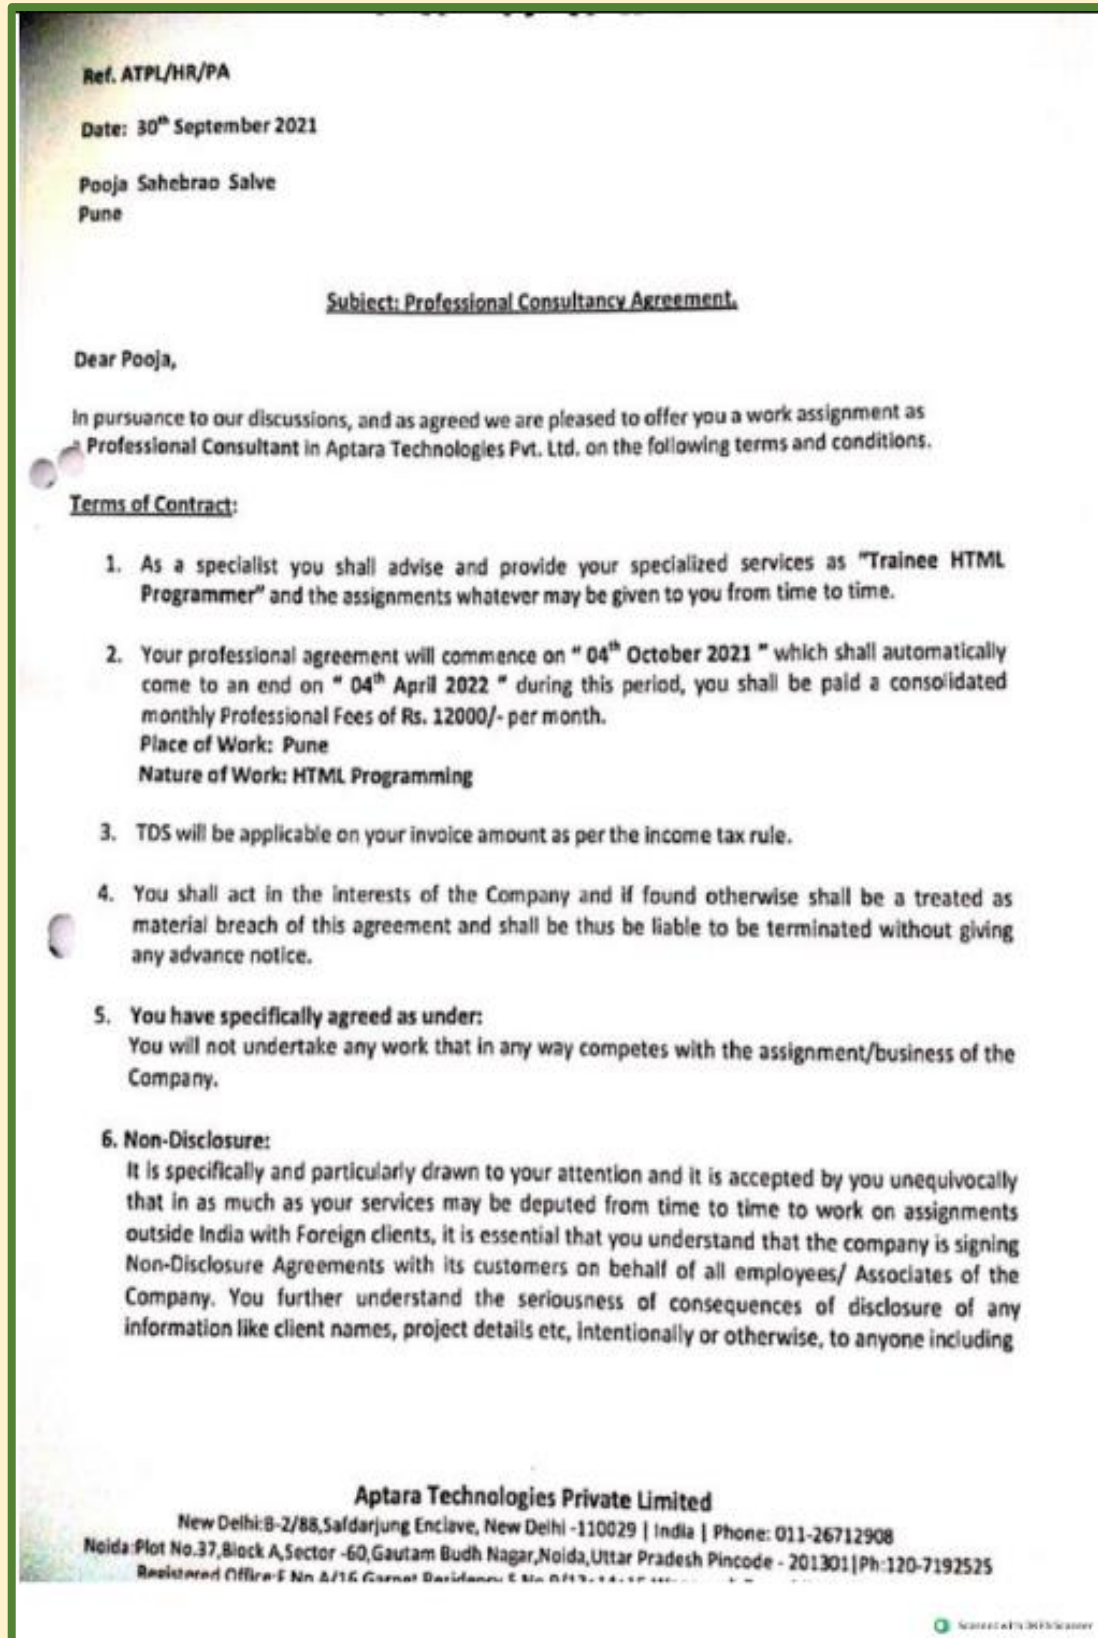 Ref. ATPL/HR/PA
Date: 30th September 2021
Pooja Sahebrao Salve
Pune
Subject: Professional Consultancy Agreement.
Dear Pooja,
In pursuance to our discussions, and as agreed we are pleased to offer you a work assignment as
a Professional Consultant in Aptara Technologies Pvt. Ltd. on the following terms and conditions.
Terms of Contract:
1. As a specialist you shall advise and provide your specialized services as "Trainee HTML
Programmer" and the assignments whatever may be given to you from time to time.
2. Your professional agreement will commence on " 04th October 2021 " which shall automatically
come to an end on " 04th April 2022 " during this period, you shall be paid a consolidated
monthly Professional Fees of Rs. 12000/- per month.
Place of Work: Pune
Nature of Work: HTML Programming
3. TDS will be applicable on your invoice amount as per the income tax rule.
4. You shall act in the interests of the Company and if found otherwise shall be a treated as
material breach of this agreement and shall be thus be liable to be terminated without giving
any advance notice.
5. You have specifically agreed as under:
You will not undertake any work that in any way competes with the assignment/business of the
Company.
6. Non-Disclosure:
It is specifically and particularly drawn to your attention and it is accepted by you unequivocally
that in as much as your services may be deputed from time to time to work on assignments
outside India with Foreign clients, it is essential that you understand that the company is signing
Non-Disclosure Agreements with its customers on behalf of all employees/ Associates of the
Company. You further understand the seriousness of consequences of disclosure of any
information like client names, project details etc, intentionally or otherwise, to anyone including
Aptara Technologies Private Limited
New Delhi:B-2/88,Safdarjung Enclave, New Delhi -110029 | India | Phone: 011-26712908
Noida:Plot No.37,Block A,Sector -60,Gautam Budh Nagar,Noida,Uttar Pradesh Pincode - 201301|Ph:120-7192525
Registered Office:F No A/16 Garnet Residency
Scanned with